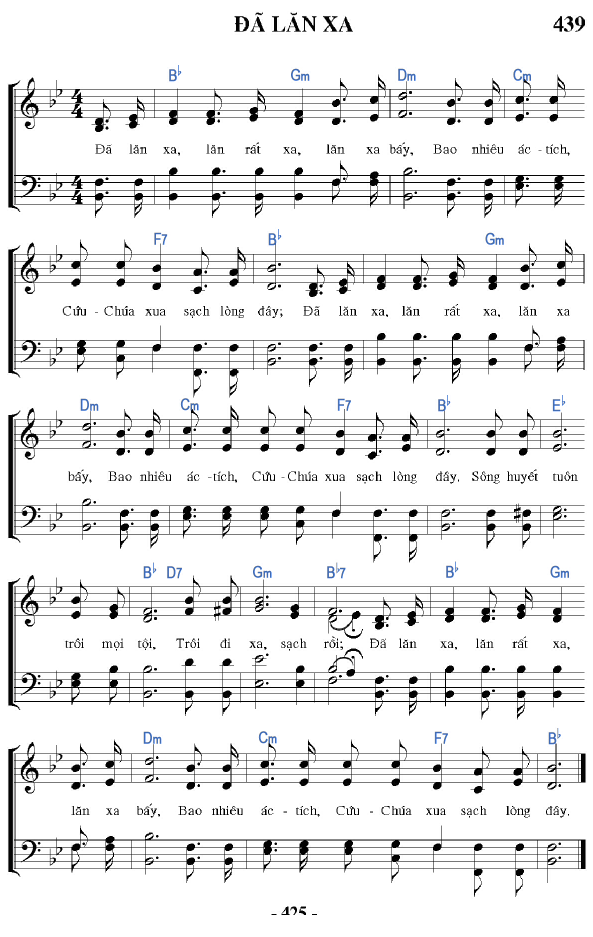 ĐÃ LĂN XA 439
B♭ Gm Dm Cm
Đã lăn xa, lăn rất xa, lăn xa bấy, Bao nhiêu ác-tích,
F7 B♭ Gm
Cứu-Chúa xua sạch lòng đây; Đã lăn xa, lăn rất xa, lăn xa
Dm Cm F7 B♭ E♭
bấy, Bao nhiêu ác-tích, Cứu-Chúa xua sạch lòng đây. Sông huyết tuôn
B♭ D7 Gm B♭7 B♭ Gm
trôi mọi tội, Trôi đi xa, sạch rồi; Đã lăn xa, lăn rất xa,
Dm Cm F7 B♭
lăn xa bấy, Bao nhiêu ác-tích, Cứu-Chúa xua sạch lòng đây.
- 425 -